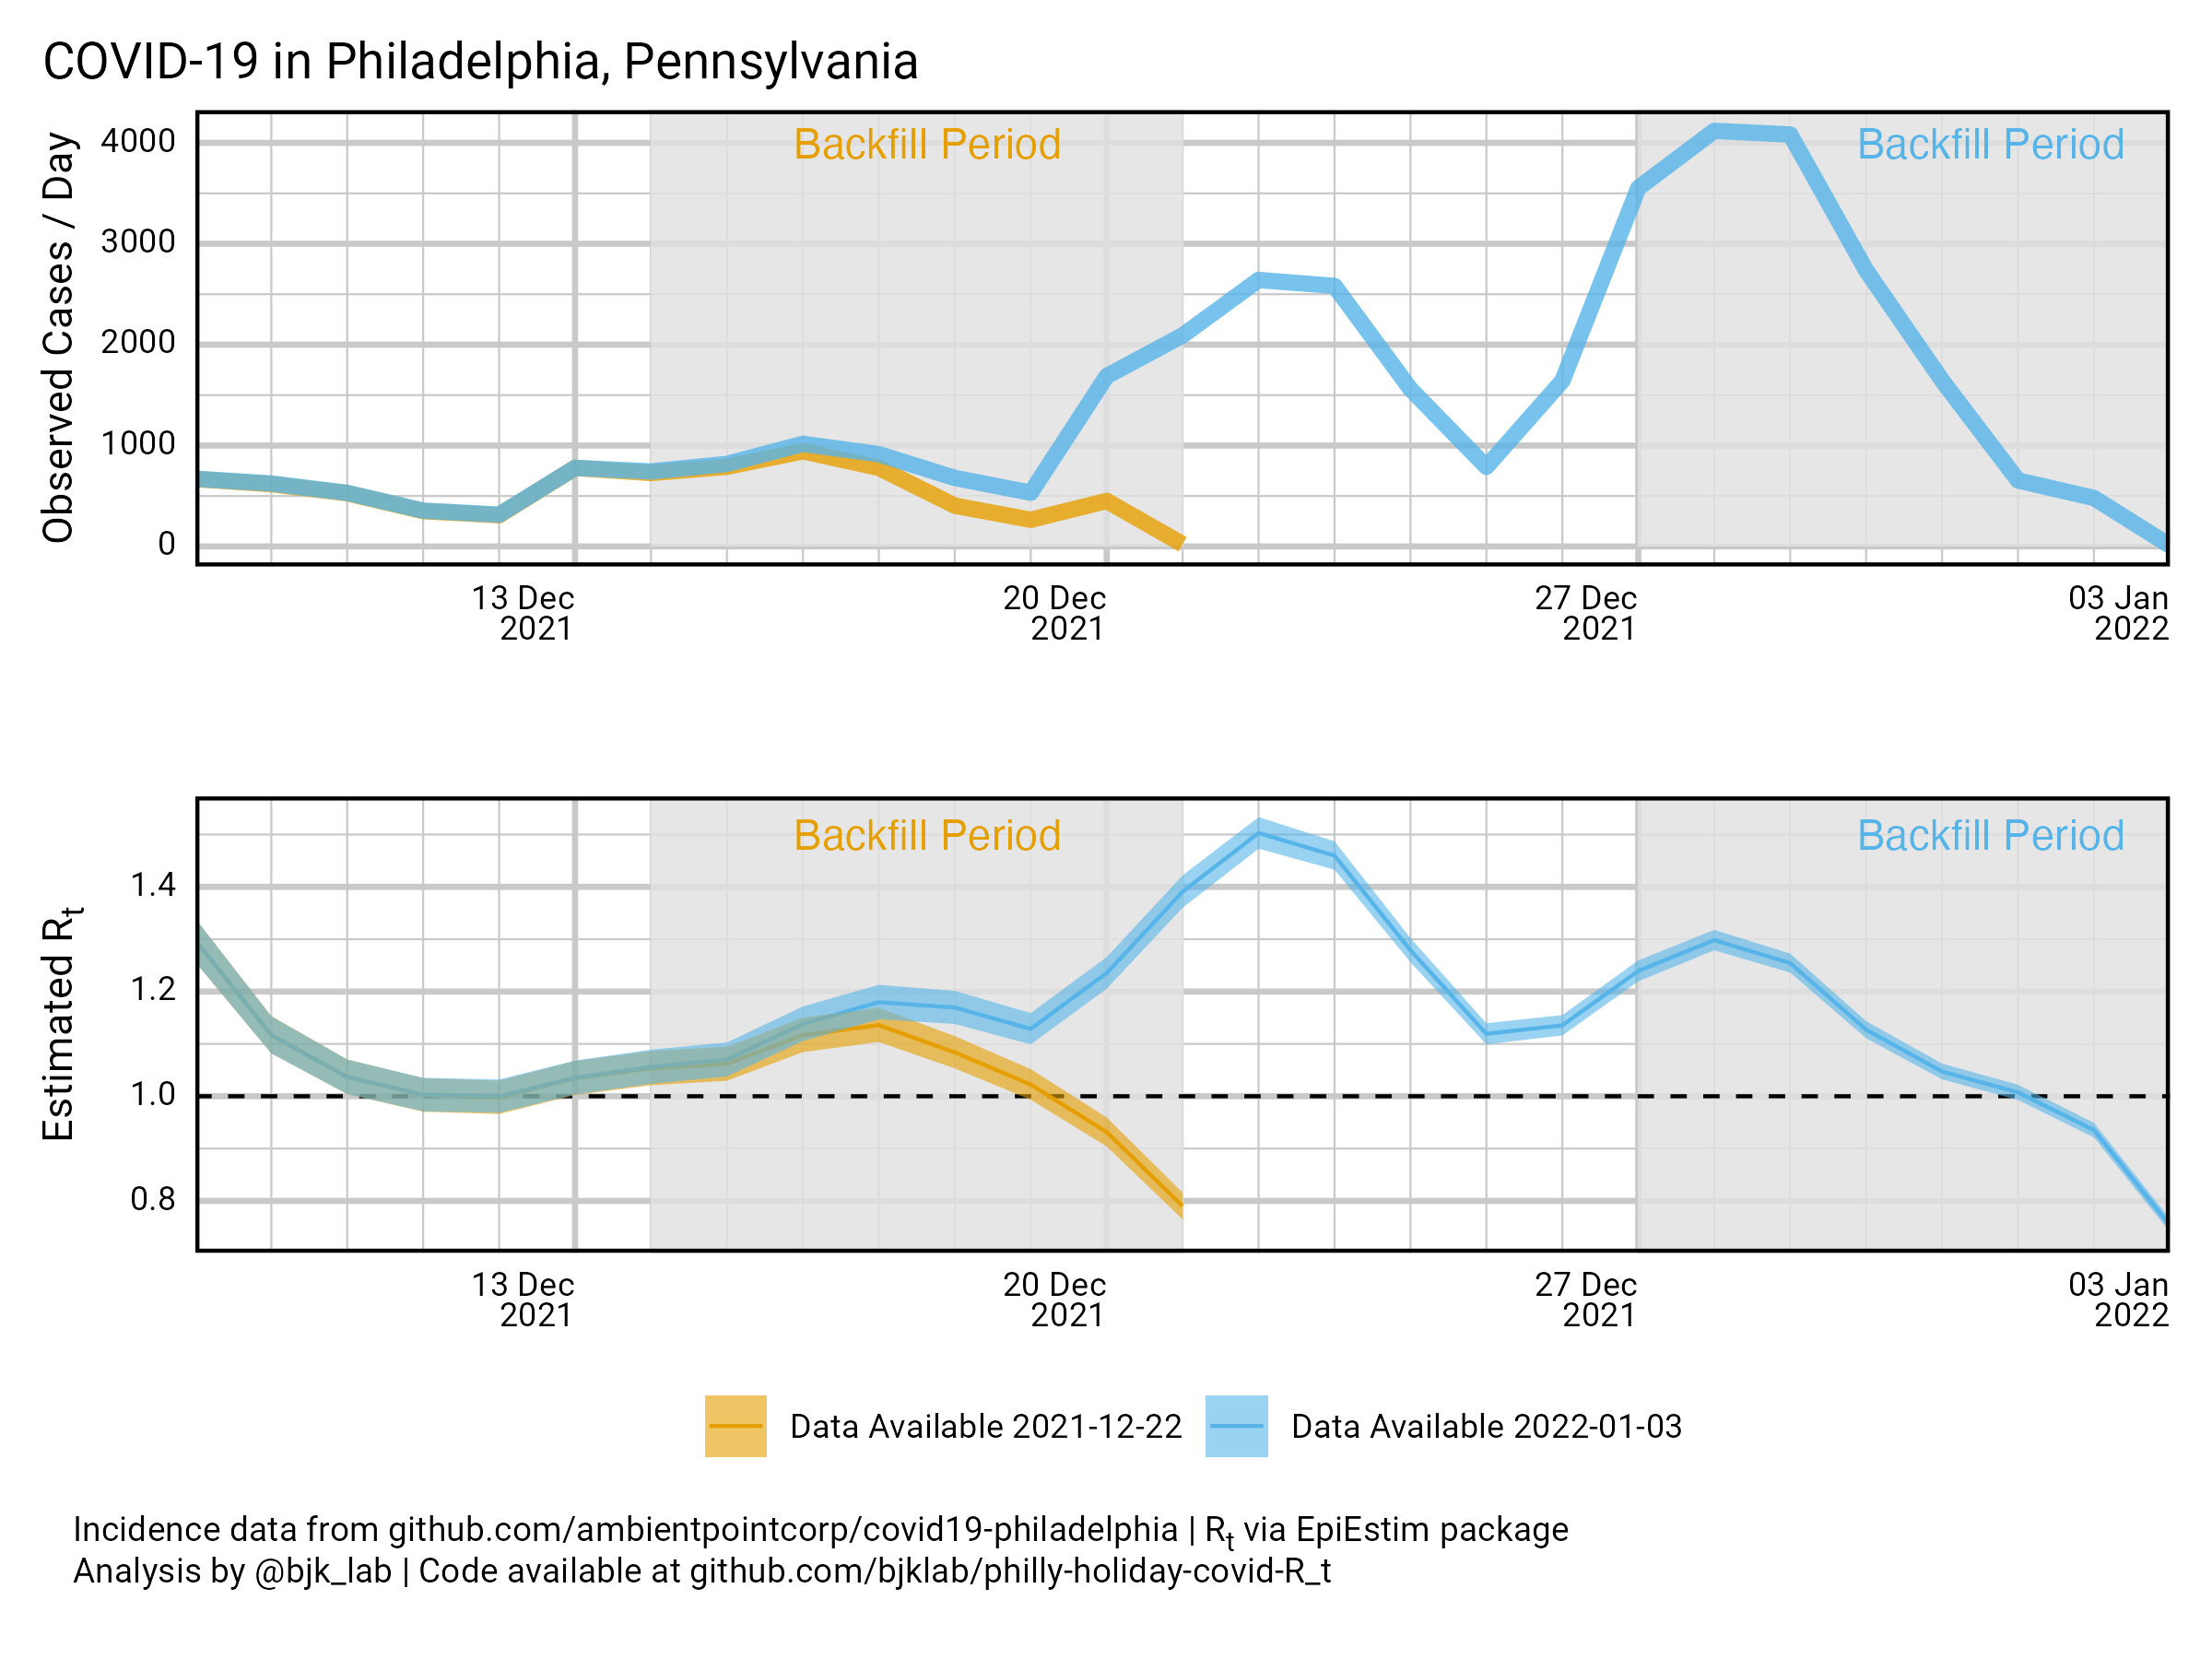 COVID-19 in Philadelphia, Pennsylvania
Observed Cases / Day
4000
3000
2000
1000
0
Backfill Period
Backfill Period
13 Dec
2021
20 Dec
2021
27 Dec
2021
03 Jan
2022
Estimated Rt
1.4
1.2
1.0
0.8
Backfill Period
Backfill Period
13 Dec
2021
20 Dec
2021
27 Dec
2021
03 Jan
2022
Data Available 2021-12-22
Data Available 2022-01-03
Incidence data from github.com/ambientpointcorp/covid19-philadelphia | Rt via EpiEstim package
Analysis by @bjk_lab | Code available at github.com/bjklab/philly-holiday-covid-R_t